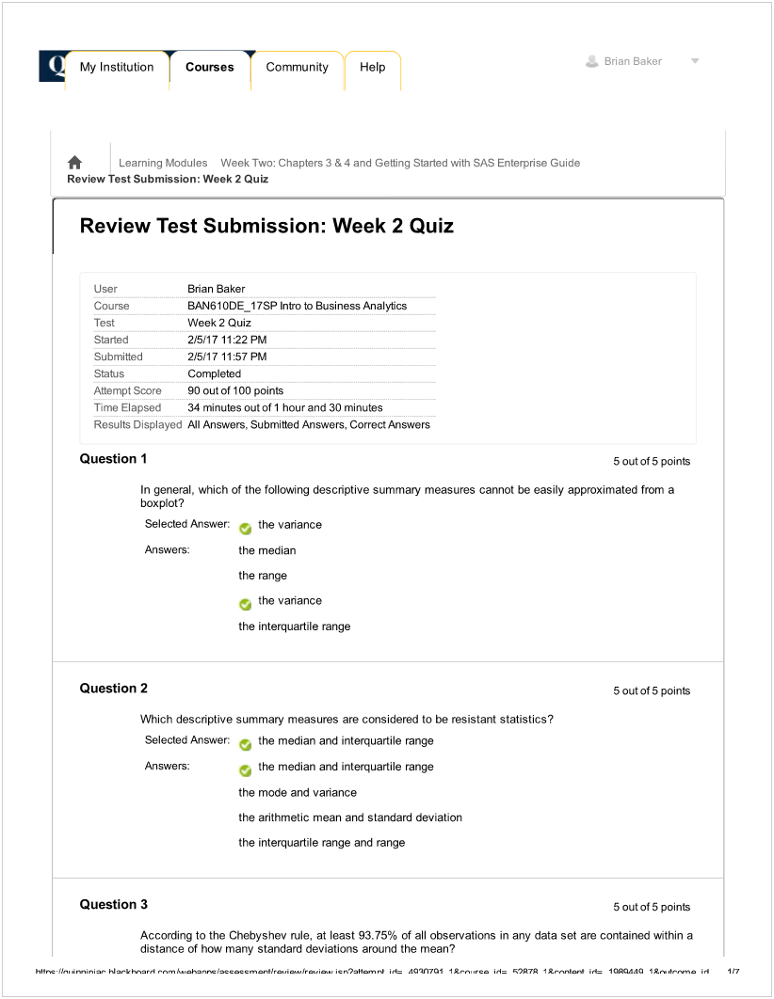 Q My Institution Courses Community Help Brian Baker
Learning Modules Week Two: Chapters 3 & 4 and Getting Started with SAS Enterprise Guide
Review Test Submission: Week 2 Quiz
Review Test Submission: Week 2 Quiz
User Brian Baker
Course BAN610DE_17SP Intro to Business Analytics
Test Week 2 Quiz
Started 2/5/17 11:22 PM
Submitted 2/5/17 11:57 PM
Status Completed
Attempt Score 90 out of 100 points
Time Elapsed 34 minutes out of 1 hour and 30 minutes
Results Displayed All Answers, Submitted Answers, Correct Answers
Question 1 5 out of 5 points
In general, which of the following descriptive summary measures cannot be easily approximated from a
boxplot?
Selected Answer: the variance
Answers: the median
the range
the variance
the interquartile range
Question 2 5 out of 5 points
Which descriptive summary measures are considered to be resistant statistics?
Selected Answer: the median and interquartile range
Answers: the median and interquartile range
the mode and variance
the arithmetic mean and standard deviation
the interquartile range and range
Question 3 5 out of 5 points
According to the Chebyshev rule, at least 93.75% of all observations in any data set are contained within a
distance of how many standard deviations around the mean?
https://quinnipiac.blackboard.com/webapps/assessment/review/review.jsp?attempt_id=_4930791_1&course_id=_52878_1&content_id=_1989449_1&outcome_id… 1/7